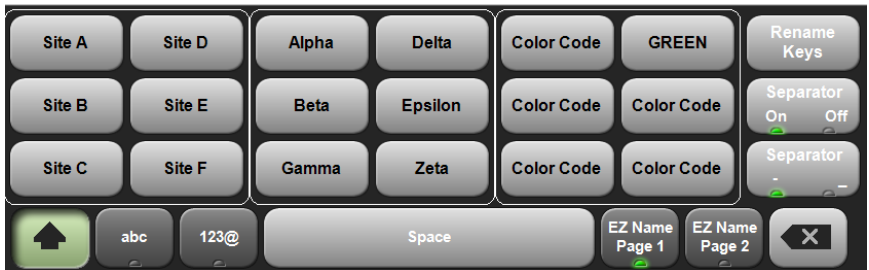 Site A Site D Alpha Delta Color Code GREEN Rename Keys
Site B Site E Beta Epsilon Color Code Color Code Separator On Off
Site C Site F Gamma Zeta Color Code Color Code Separator - _
abc 123@ Space EZ Name Page 1 EZ Name Page 2